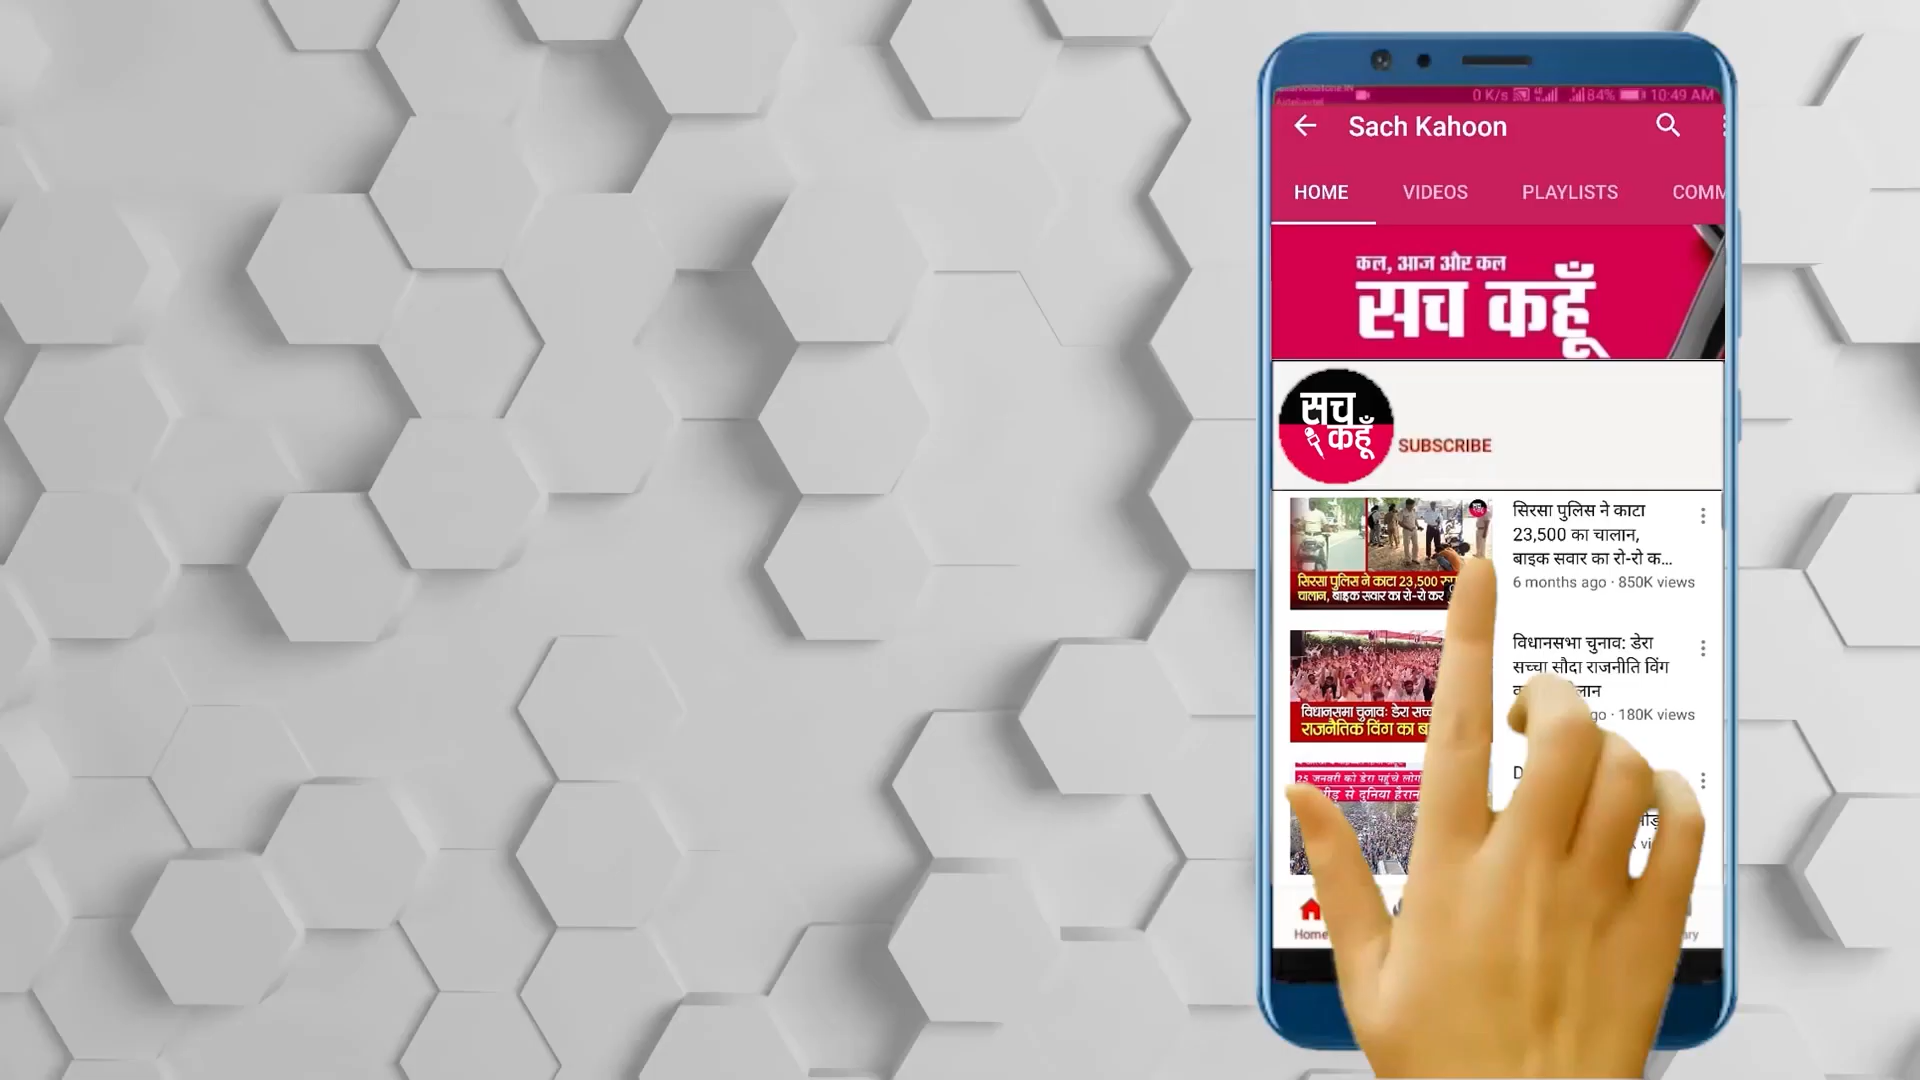 0 K/s 84% 10:49 AM
Sach Kahoon
HOME VIDEOS PLAYLISTS COMM
कल, आज और कल
सच कहूँ
सच
कहूँ
SUBSCRIBE
सिरसा पुलिस ने काटा 23,500
चालान, बाइक सवार का रो-रो कर
सिरसा पुलिस ने काटा
23,500 का चालान,
बाइक सवार का रो-रो क...
6 months ago · 850K views
विधानसभा चुनावः डेरा
राजनैतिक विंग का
विधानसभा चुनाव: डेरा
सच्चा सौदा राजनीति विंग
go · 180K views
25 जनवरी को डेरा पहुंचे
से दुनिया हैरान
Home